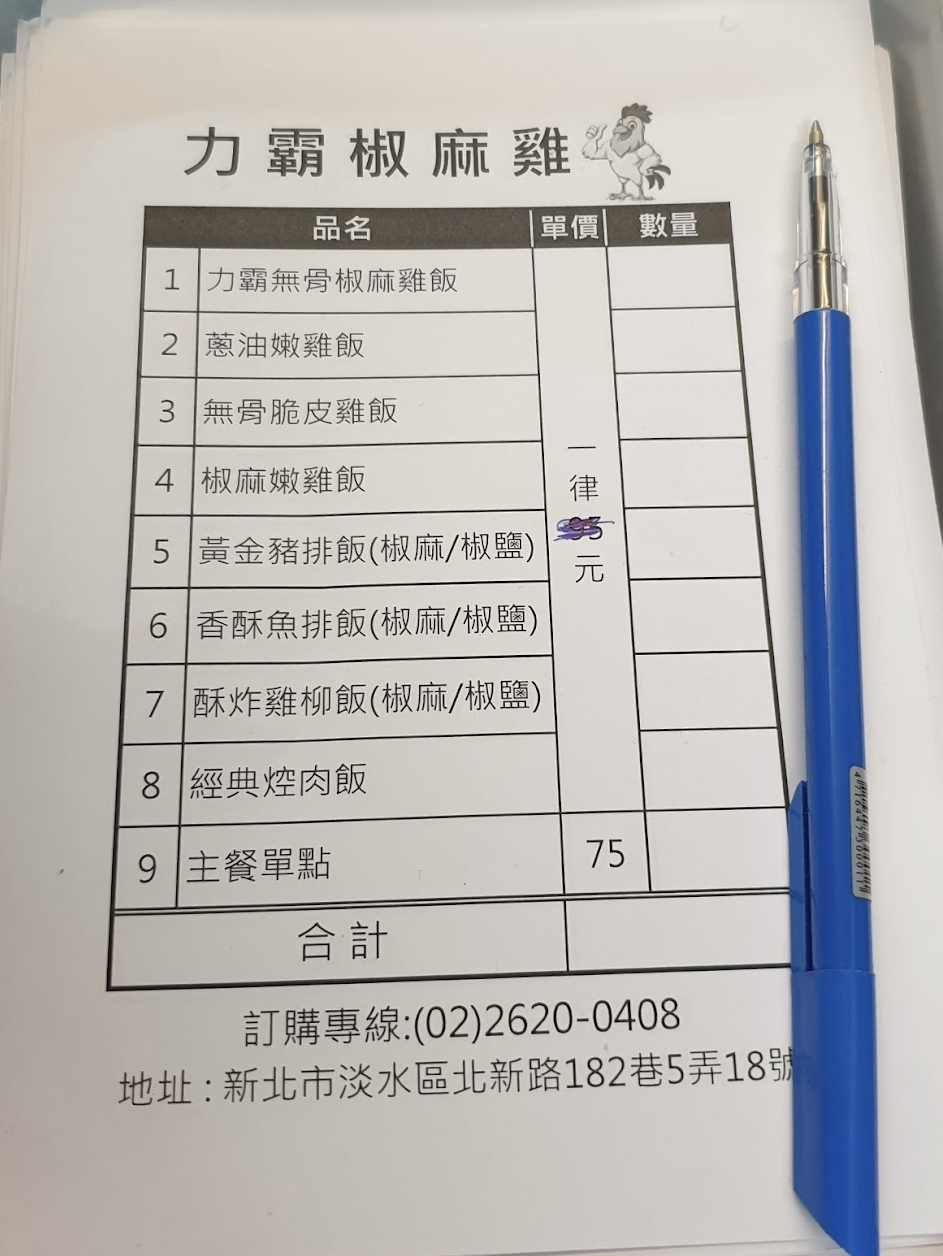 力霸椒麻雞
品名 單價 數量
1 力霸無骨椒麻雞飯
2 蔥油嫩雞飯
3 無骨脆皮雞飯
4 椒麻嫩雞飯
5 黃金豬排飯(椒麻/椒鹽)
6 香酥魚排飯(椒麻/椒鹽)
7 酥炸雞柳飯(椒麻/椒鹽)
8 經典焢肉飯
一
律
元
9 主餐單點 75
合計
訂購專線:(02)2620-0408
地址：新北市淡水區北新路182巷5弄18號